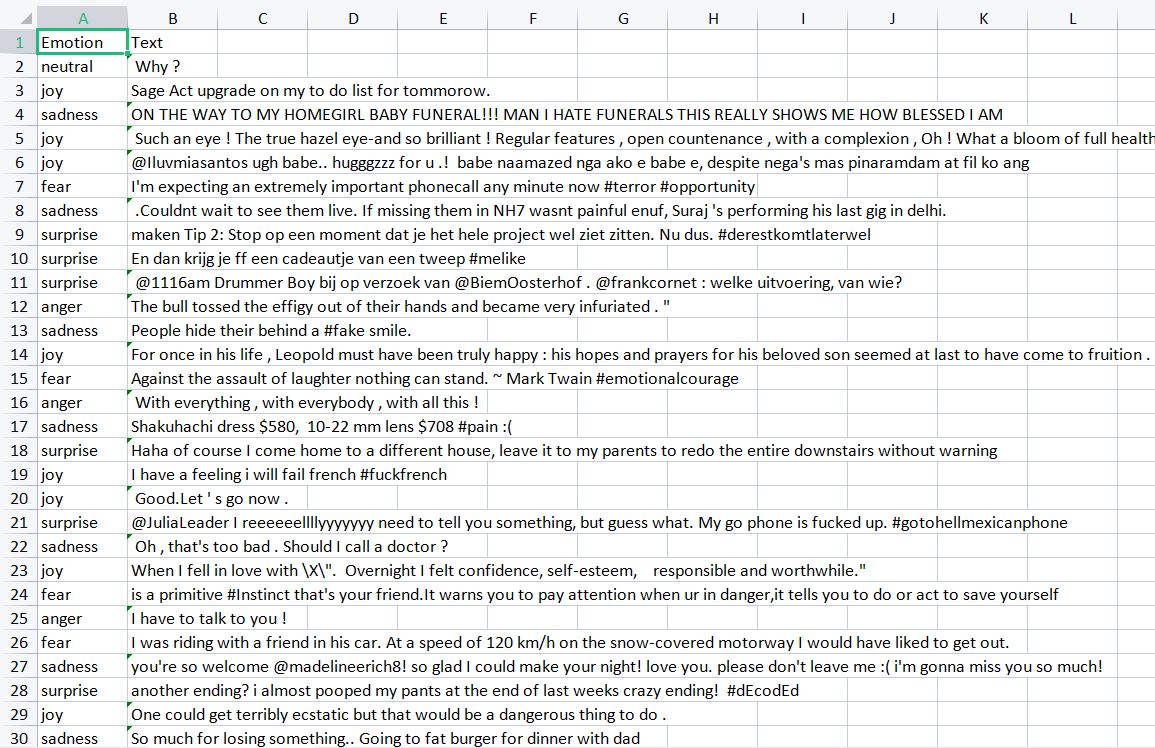 A B C D E F G H I J K L
1 Emotion Text
2 neutral Why ?
3 joy Sage Act upgrade on my to do list for tommorow.
4 sadness ON THE WAY TO MY HOMEGIRL BABY FUNERAL!!! MAN I HATE FUNERALS THIS REALLY SHOWS ME HOW BLESSED I AM
5 joy Such an eye ! The true hazel eye-and so brilliant ! Regular features , open countenance , with a complexion , Oh ! What a bloom of full health
6 joy @Iluvmiasantos ugh babe.. hugggzzz for u .! babe naamazed nga ako e babe e, despite nega's mas pinaramdam at fil ko ang
7 fear I'm expecting an extremely important phonecall any minute now #terror #opportunity
8 sadness .Couldnt wait to see them live. If missing them in NH7 wasnt painful enuf, Suraj 's performing his last gig in delhi.
9 surprise maken Tip 2: Stop op een moment dat je het hele project wel ziet zitten. Nu dus. #derestkomtlaterwel
10 surprise En dan krijg je ff een cadeautje van een tweep #melike
11 surprise @1116am Drummer Boy bij op verzoek van @BiemOosterhof . @frankcornet : welke uitvoering, van wie?
12 anger The bull tossed the effigy out of their hands and became very infuriated . "
13 sadness People hide their behind a #fake smile.
14 joy For once in his life , Leopold must have been truly happy : his hopes and prayers for his beloved son seemed at last to have come to fruition .
15 fear Against the assault of laughter nothing can stand. ~ Mark Twain #emotionalcourage
16 anger With everything , with everybody , with all this !
17 sadness Shakuhachi dress $580, 10-22 mm lens $708 #pain :(
18 surprise Haha of course I come home to a different house, leave it to my parents to redo the entire downstairs without warning
19 joy I have a feeling i will fail french #fuckfrench
20 joy Good.Let ' s go now .
21 surprise @JuliaLeader I reeeeeellllyyyyyyy need to tell you something, but guess what. My go phone is fucked up. #gotohellmexicanphone
22 sadness Oh , that's too bad . Should I call a doctor ?
23 joy When I fell in love with \X\". Overnight I felt confidence, self-esteem, responsible and worthwhile."
24 fear is a primitive #Instinct that's your friend.It warns you to pay attention when ur in danger,it tells you to do or act to save yourself
25 anger I have to talk to you !
26 fear I was riding with a friend in his car. At a speed of 120 km/h on the snow-covered motorway I would have liked to get out.
27 sadness you're so welcome @madelineerich8! so glad I could make your night! love you. please don't leave me :( i'm gonna miss you so much!
28 surprise another ending? i almost pooped my pants at the end of last weeks crazy ending! #dEcodEd
29 joy One could get terribly ecstatic but that would be a dangerous thing to do .
30 sadness So much for losing something.. Going to fat burger for dinner with dad